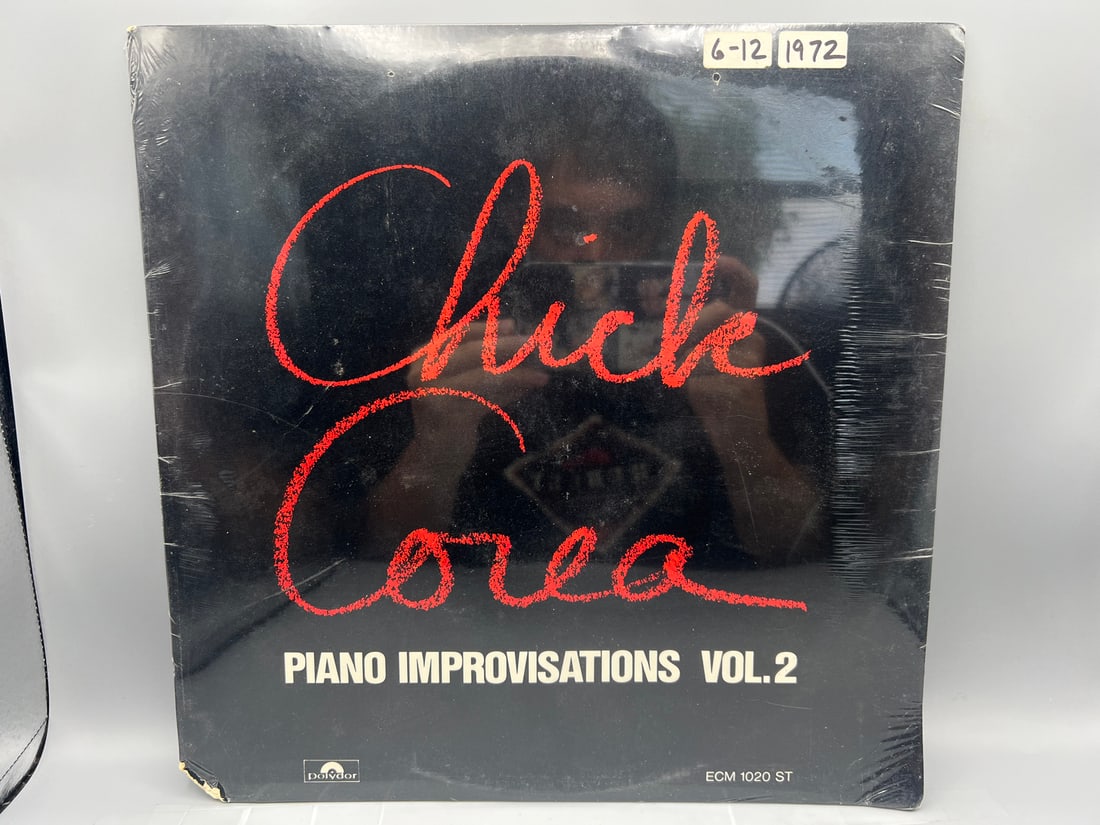 6-12 1972
Chick
Corea
PIANO IMPROVISATIONS VOL.2
polydor
ECM 1020 ST